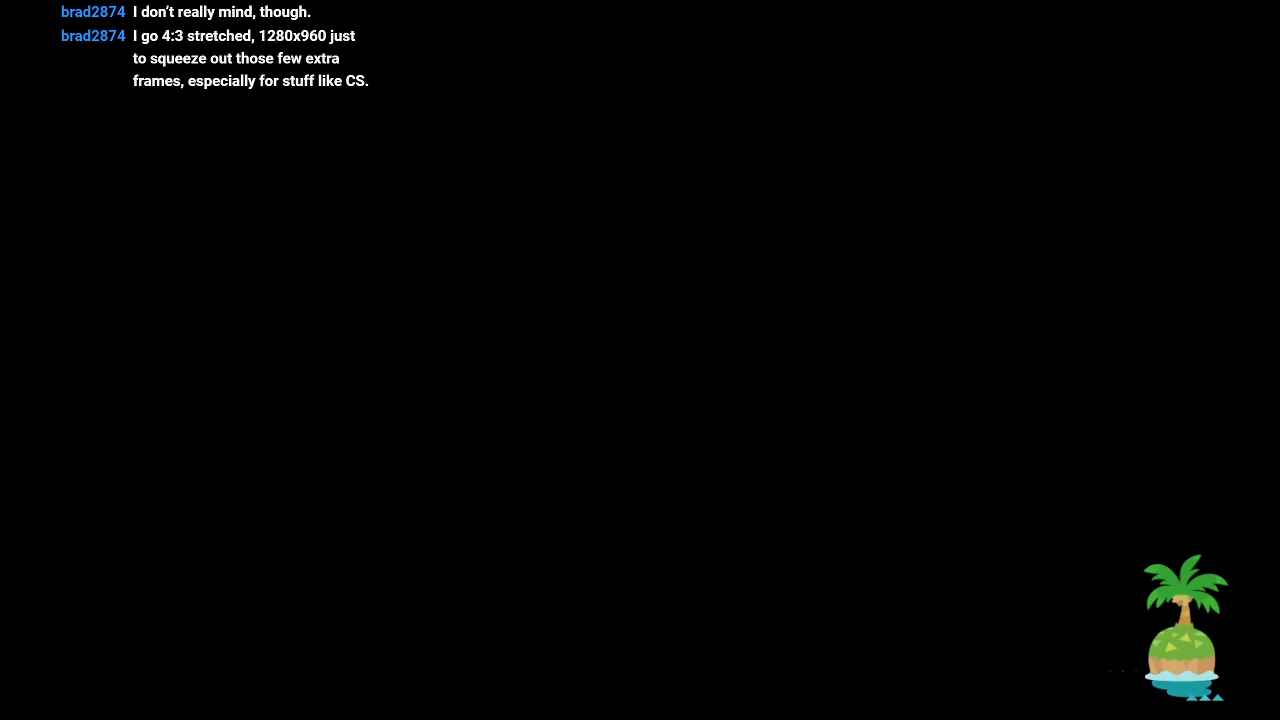 brad2874 I don’t really mind, though.
brad2874 I go 4:3 stretched, 1280x960 just
to squeeze out those few extra
frames, especially for stuff like CS.